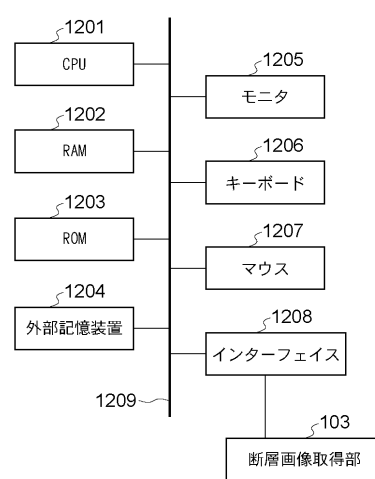 1201
CPU
1205
モニタ
1202
RAM
1206
キーボード
1203
ROM
1207
マウス
1204
外部記憶装置
1208
インターフェイス
1209
103
断層画像取得部